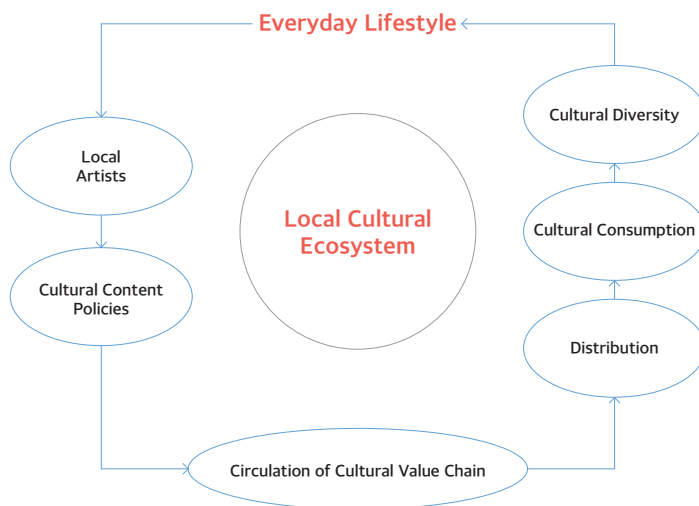 Everyday Lifestyle
Cultural Diversity
Local
Artists
Local Cultural
Ecosystem
Cultural Consumption
Cultural Content
Policies
Distribution
Circulation of Cultural Value Chain